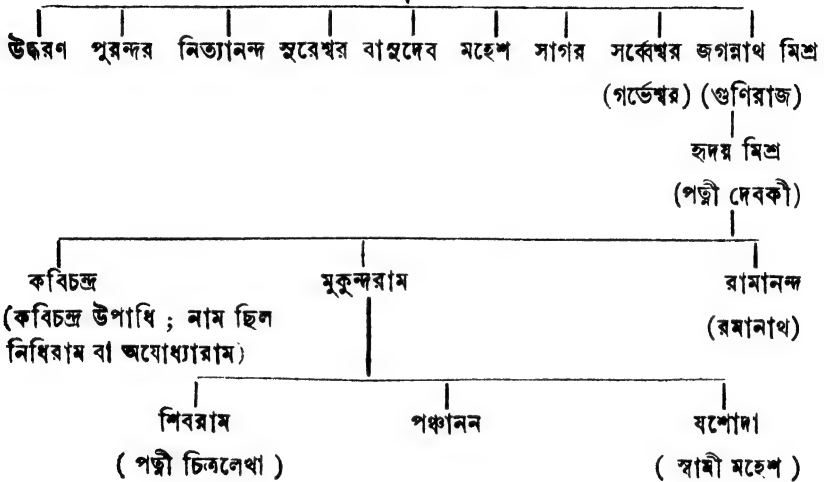 উদ্ধরণ পুরন্দর নিত্যানন্দ সুরেশ্বর বাসুদেব মহেশ সাগর সর্ব্বেশ্বর জগন্নাথ মিশ্র
(গর্ভেশ্বর) (গুণিরাজ)
হৃদয় মিশ্র
(পত্নী দেবকী)
কবিচন্দ্র মুকুন্দরাম রামানন্দ
(কবিচন্দ্র উপাধি ; নাম ছিল (রমানাথ)
নিধিরাম বা অযোধ্যারাম)
শিবরাম পঞ্চানন যশোদা
( পত্নী চিত্রলেখা ) ( স্বামী মহেশ )